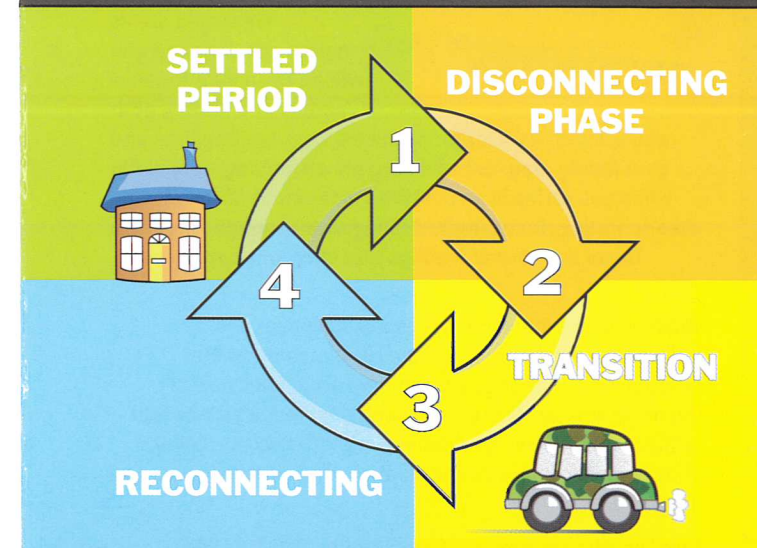 SETTLED
PERIOD
1
DISCONNECTING
PHASE
2
TRANSITION
3
RECONNECTING
4